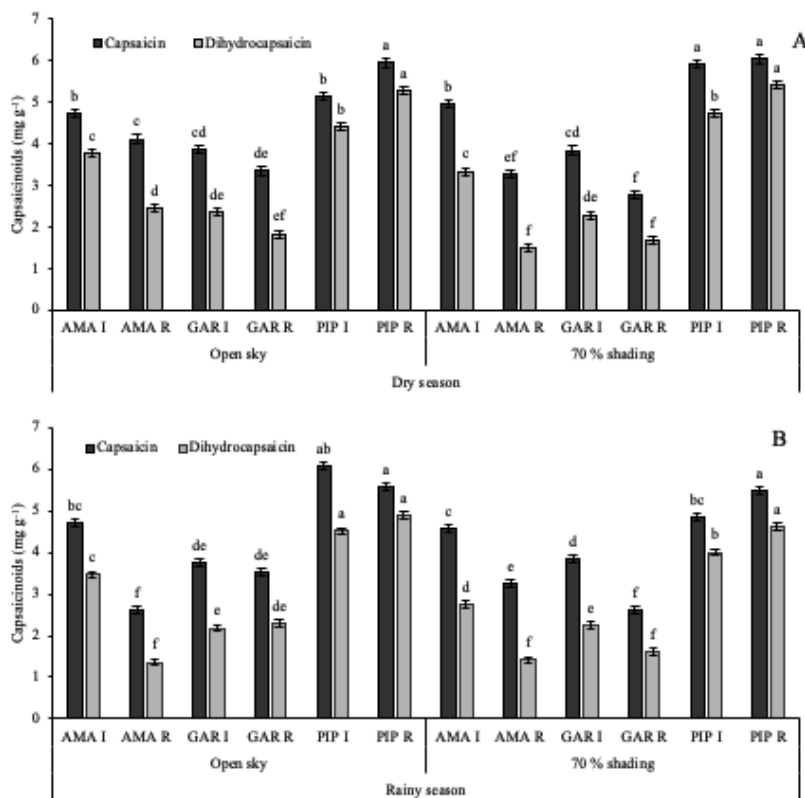 A
Capsaicin Dihydrocapsaicin
Capsaicinoids (mg g⁻¹)
7
6
5
4
3
2
1
0
b c c d cd de de ef b b a a b c ef f cd de f f a b a a
AMA I AMA R GAR I GAR R PIP I PIP R AMA I AMA R GAR I GAR R PIP I PIP R
Open sky 70 % shading
Dry season
B
Capsaicin Dihydrocapsaicin
Capsaicinoids (mg g⁻¹)
7
6
5
4
3
2
1
0
bc c f f de e de de ab a a a c d e f d e f f bc b a a
AMA I AMA R GAR I GAR R PIP I PIP R AMA I AMA R GAR I GAR R PIP I PIP R
Open sky 70 % shading
Rainy season